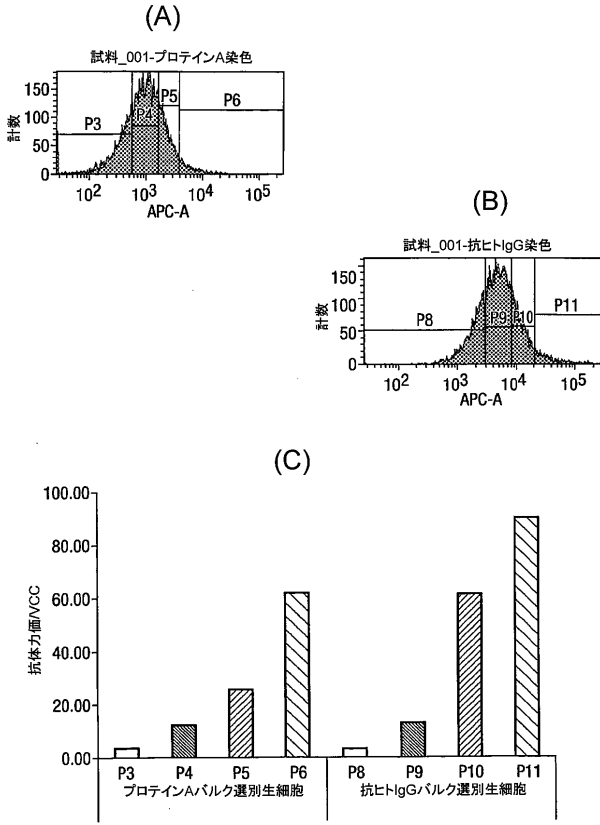 (A)
試料_001-プロテインA染色
計数
150
100
50
0
P3
P4
P5
P6
10² 10³ 10⁴ 10⁵
APC-A
(B)
試料_001-抗ヒトIgG染色
計数
150
100
50
0
P8
P9
P10
P11
10² 10³ 10⁴ 10⁵
APC-A
(C)
抗体力価/VCC
100.00
80.00
60.00
40.00
20.00
0.00
P3 P4 P5 P6 P8 P9 P10 P11
プロテインAバルク選別生細胞 抗ヒトIgGバルク選別生細胞